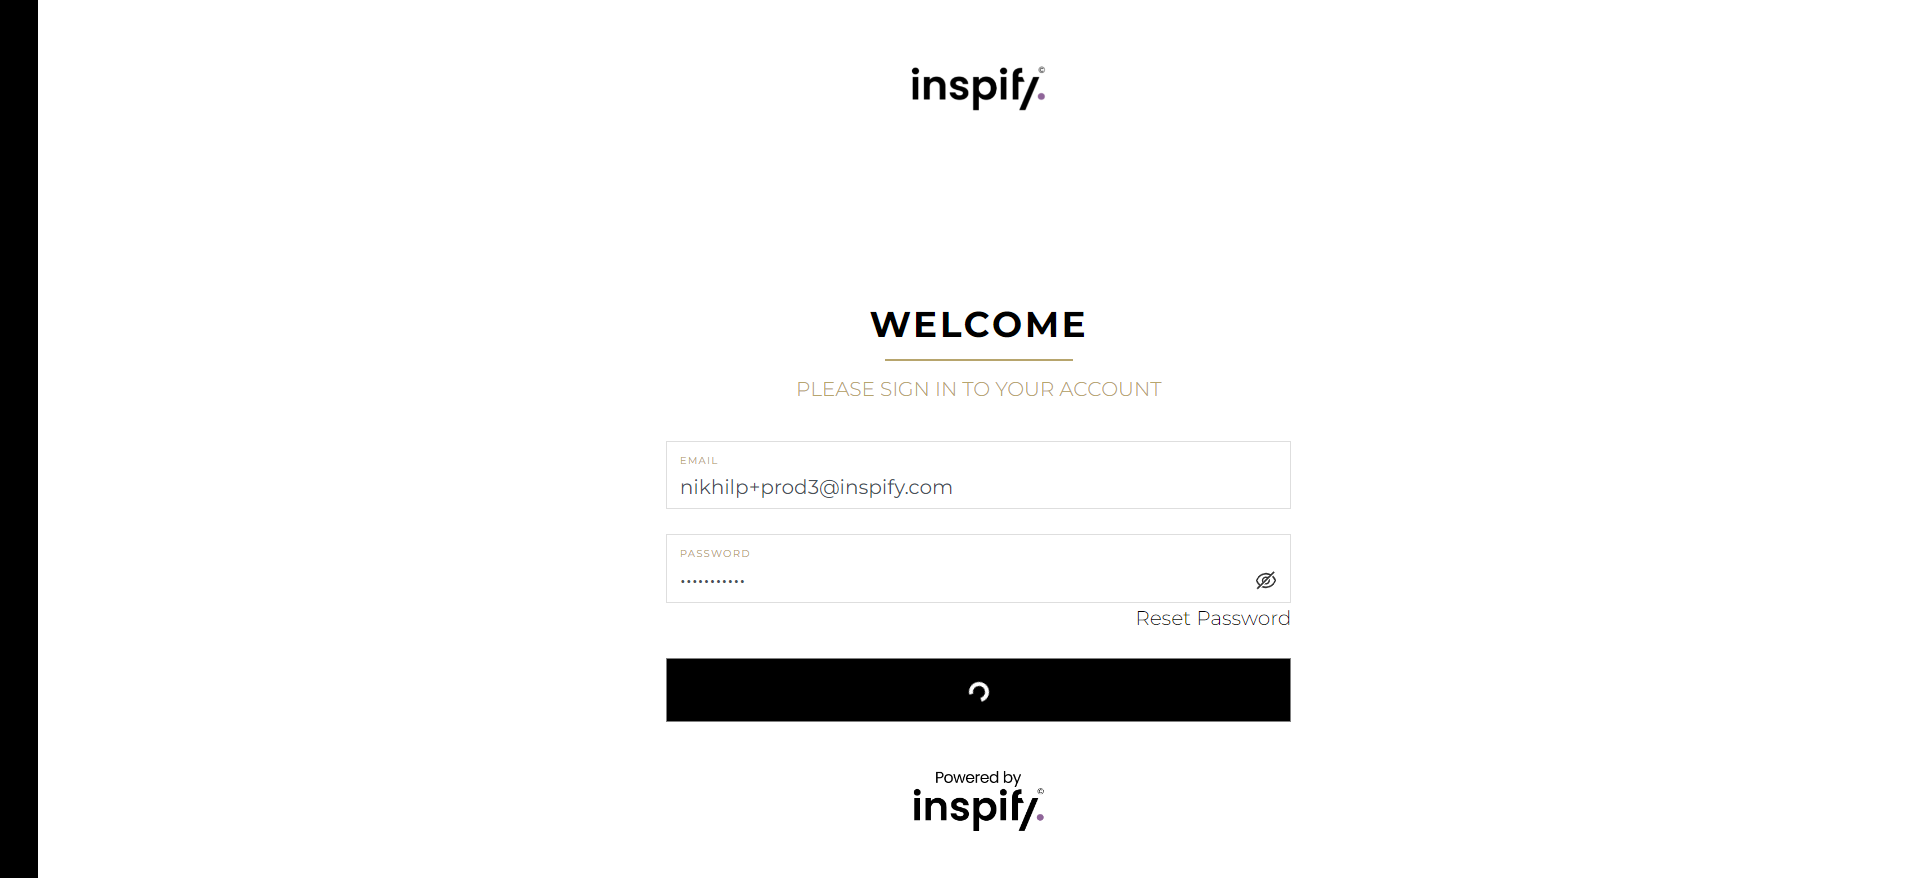 inspify.©
WELCOME
PLEASE SIGN IN TO YOUR ACCOUNT
EMAIL
nikhilp+prod3@inspify.com
PASSWORD
•••••••••••
Reset Password
Powered by
inspify.©